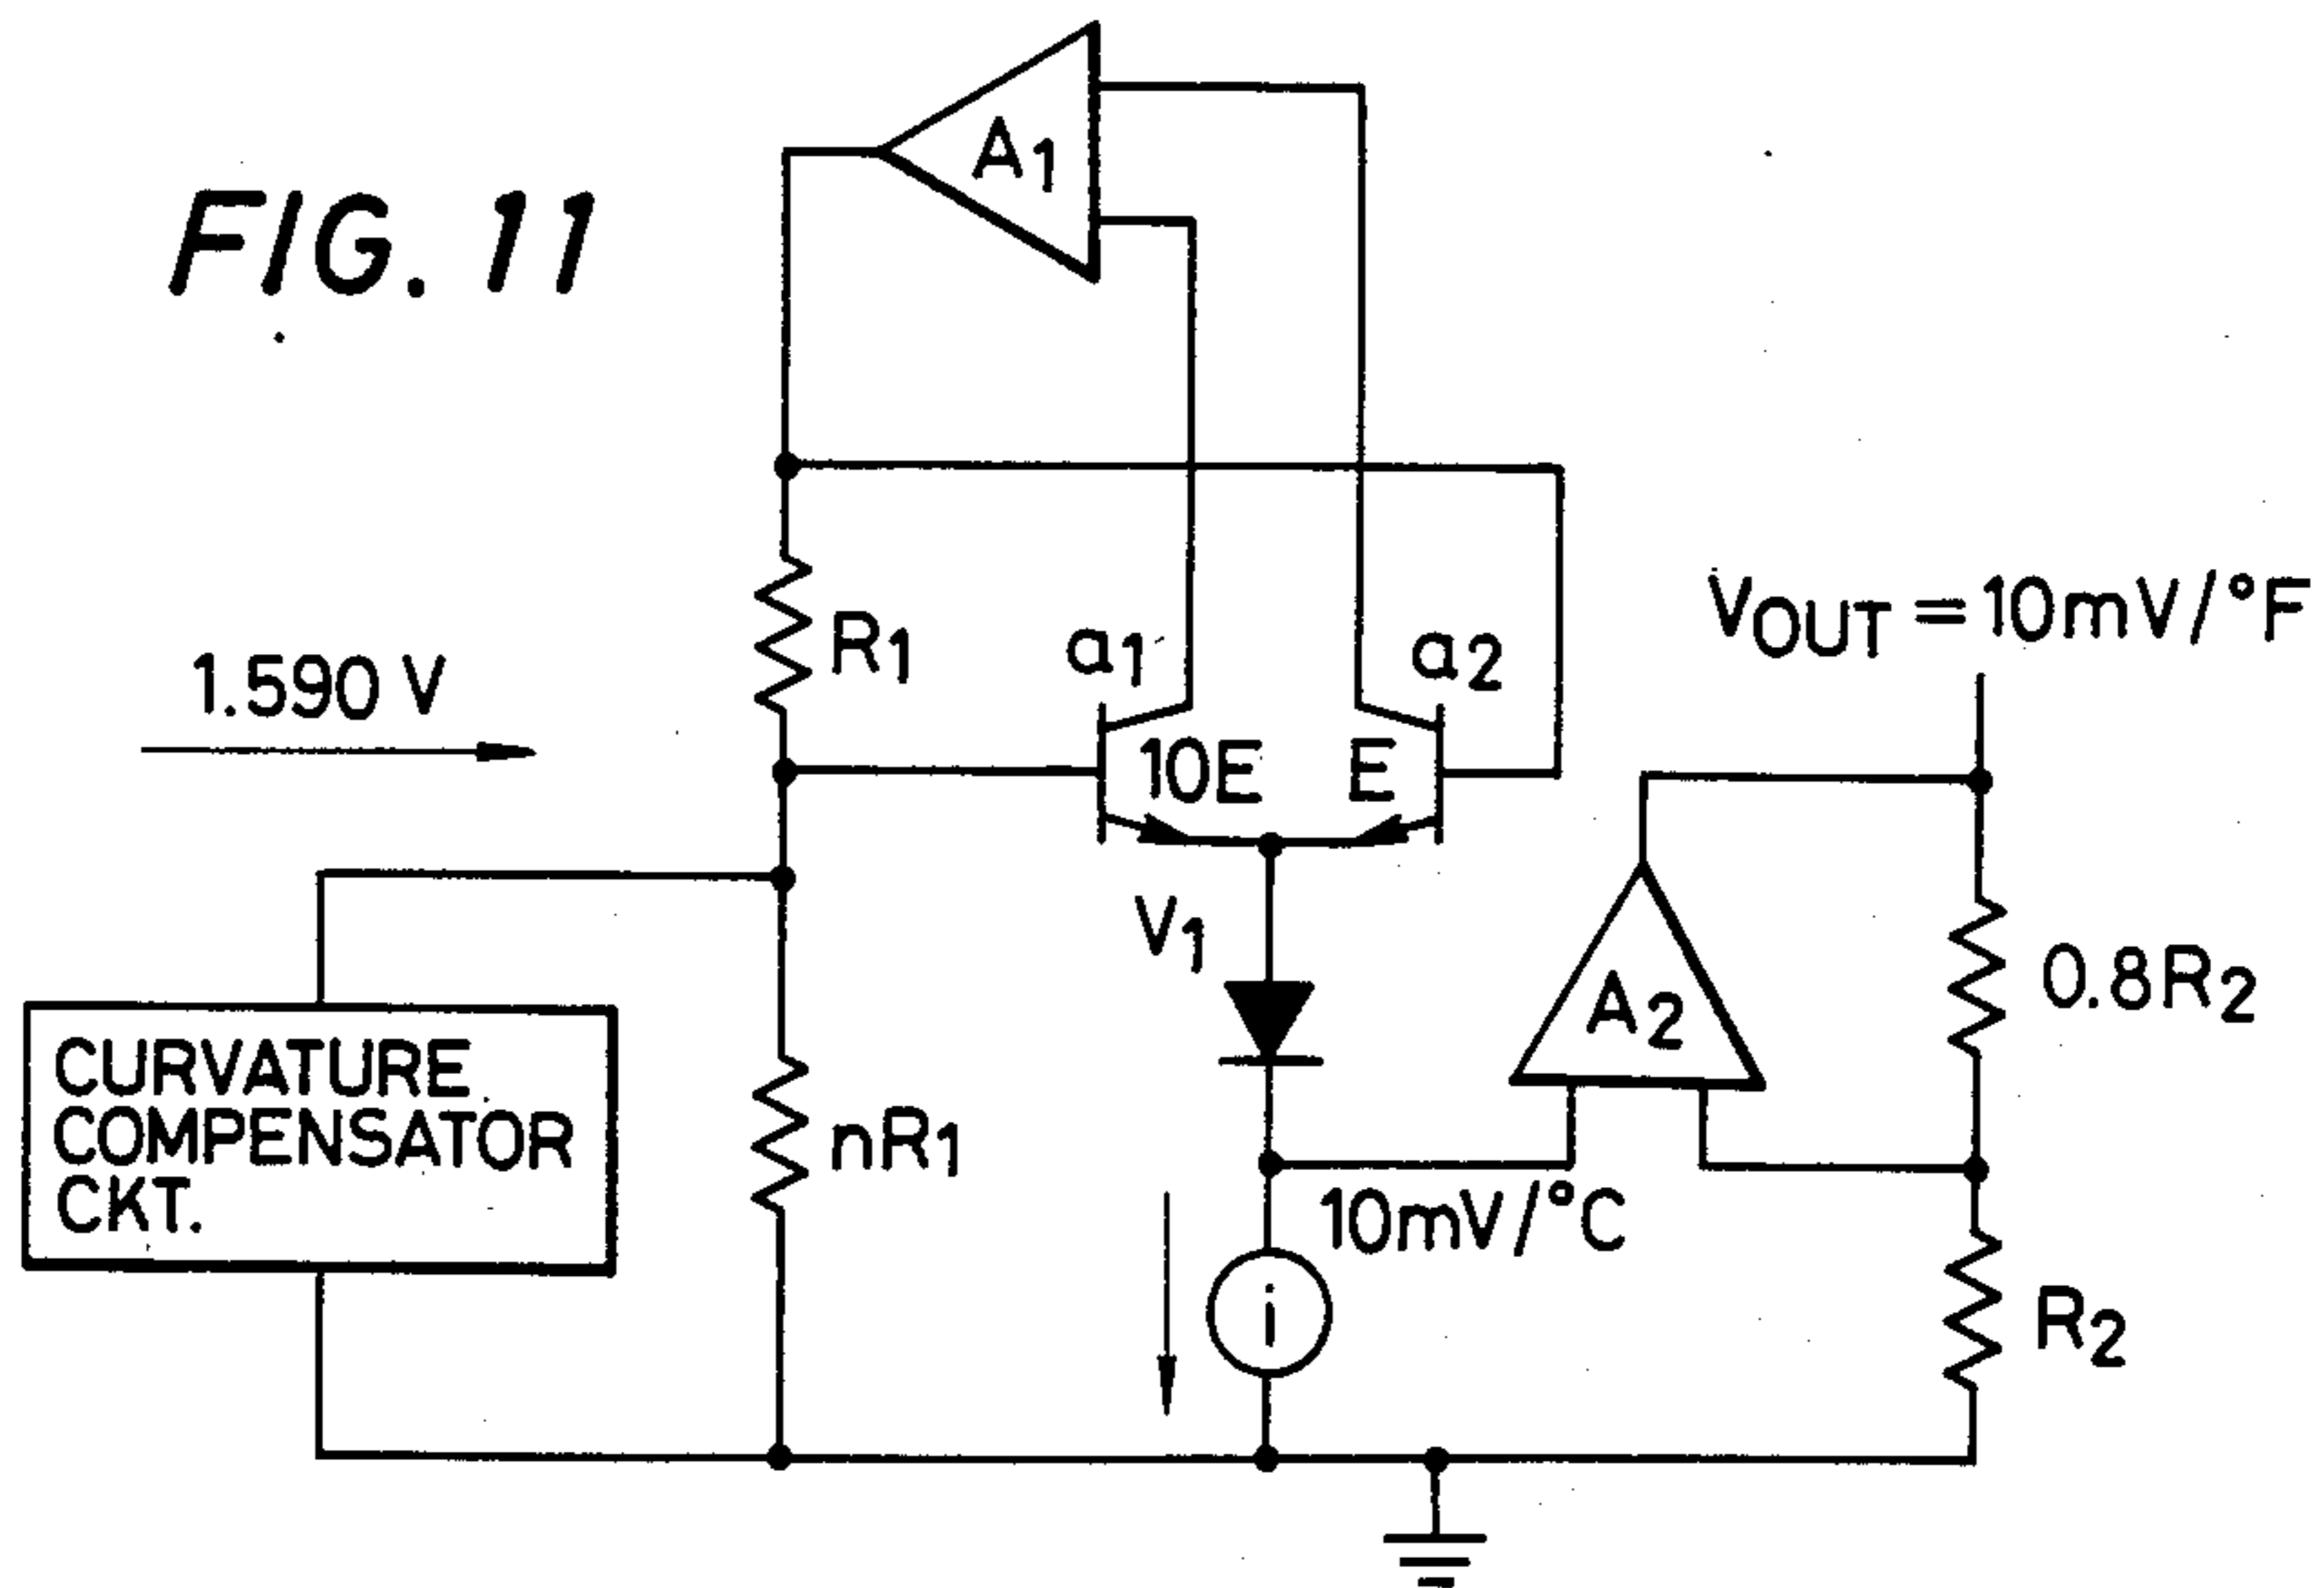 FIG. 11
A1
R1
a1
a2
VOUT = 10mV/°F
1.590 V
10E
E
V1
A2
0.8R2
CURVATURE
COMPENSATOR
CKT.
nR1
10mV/°C
i
R2